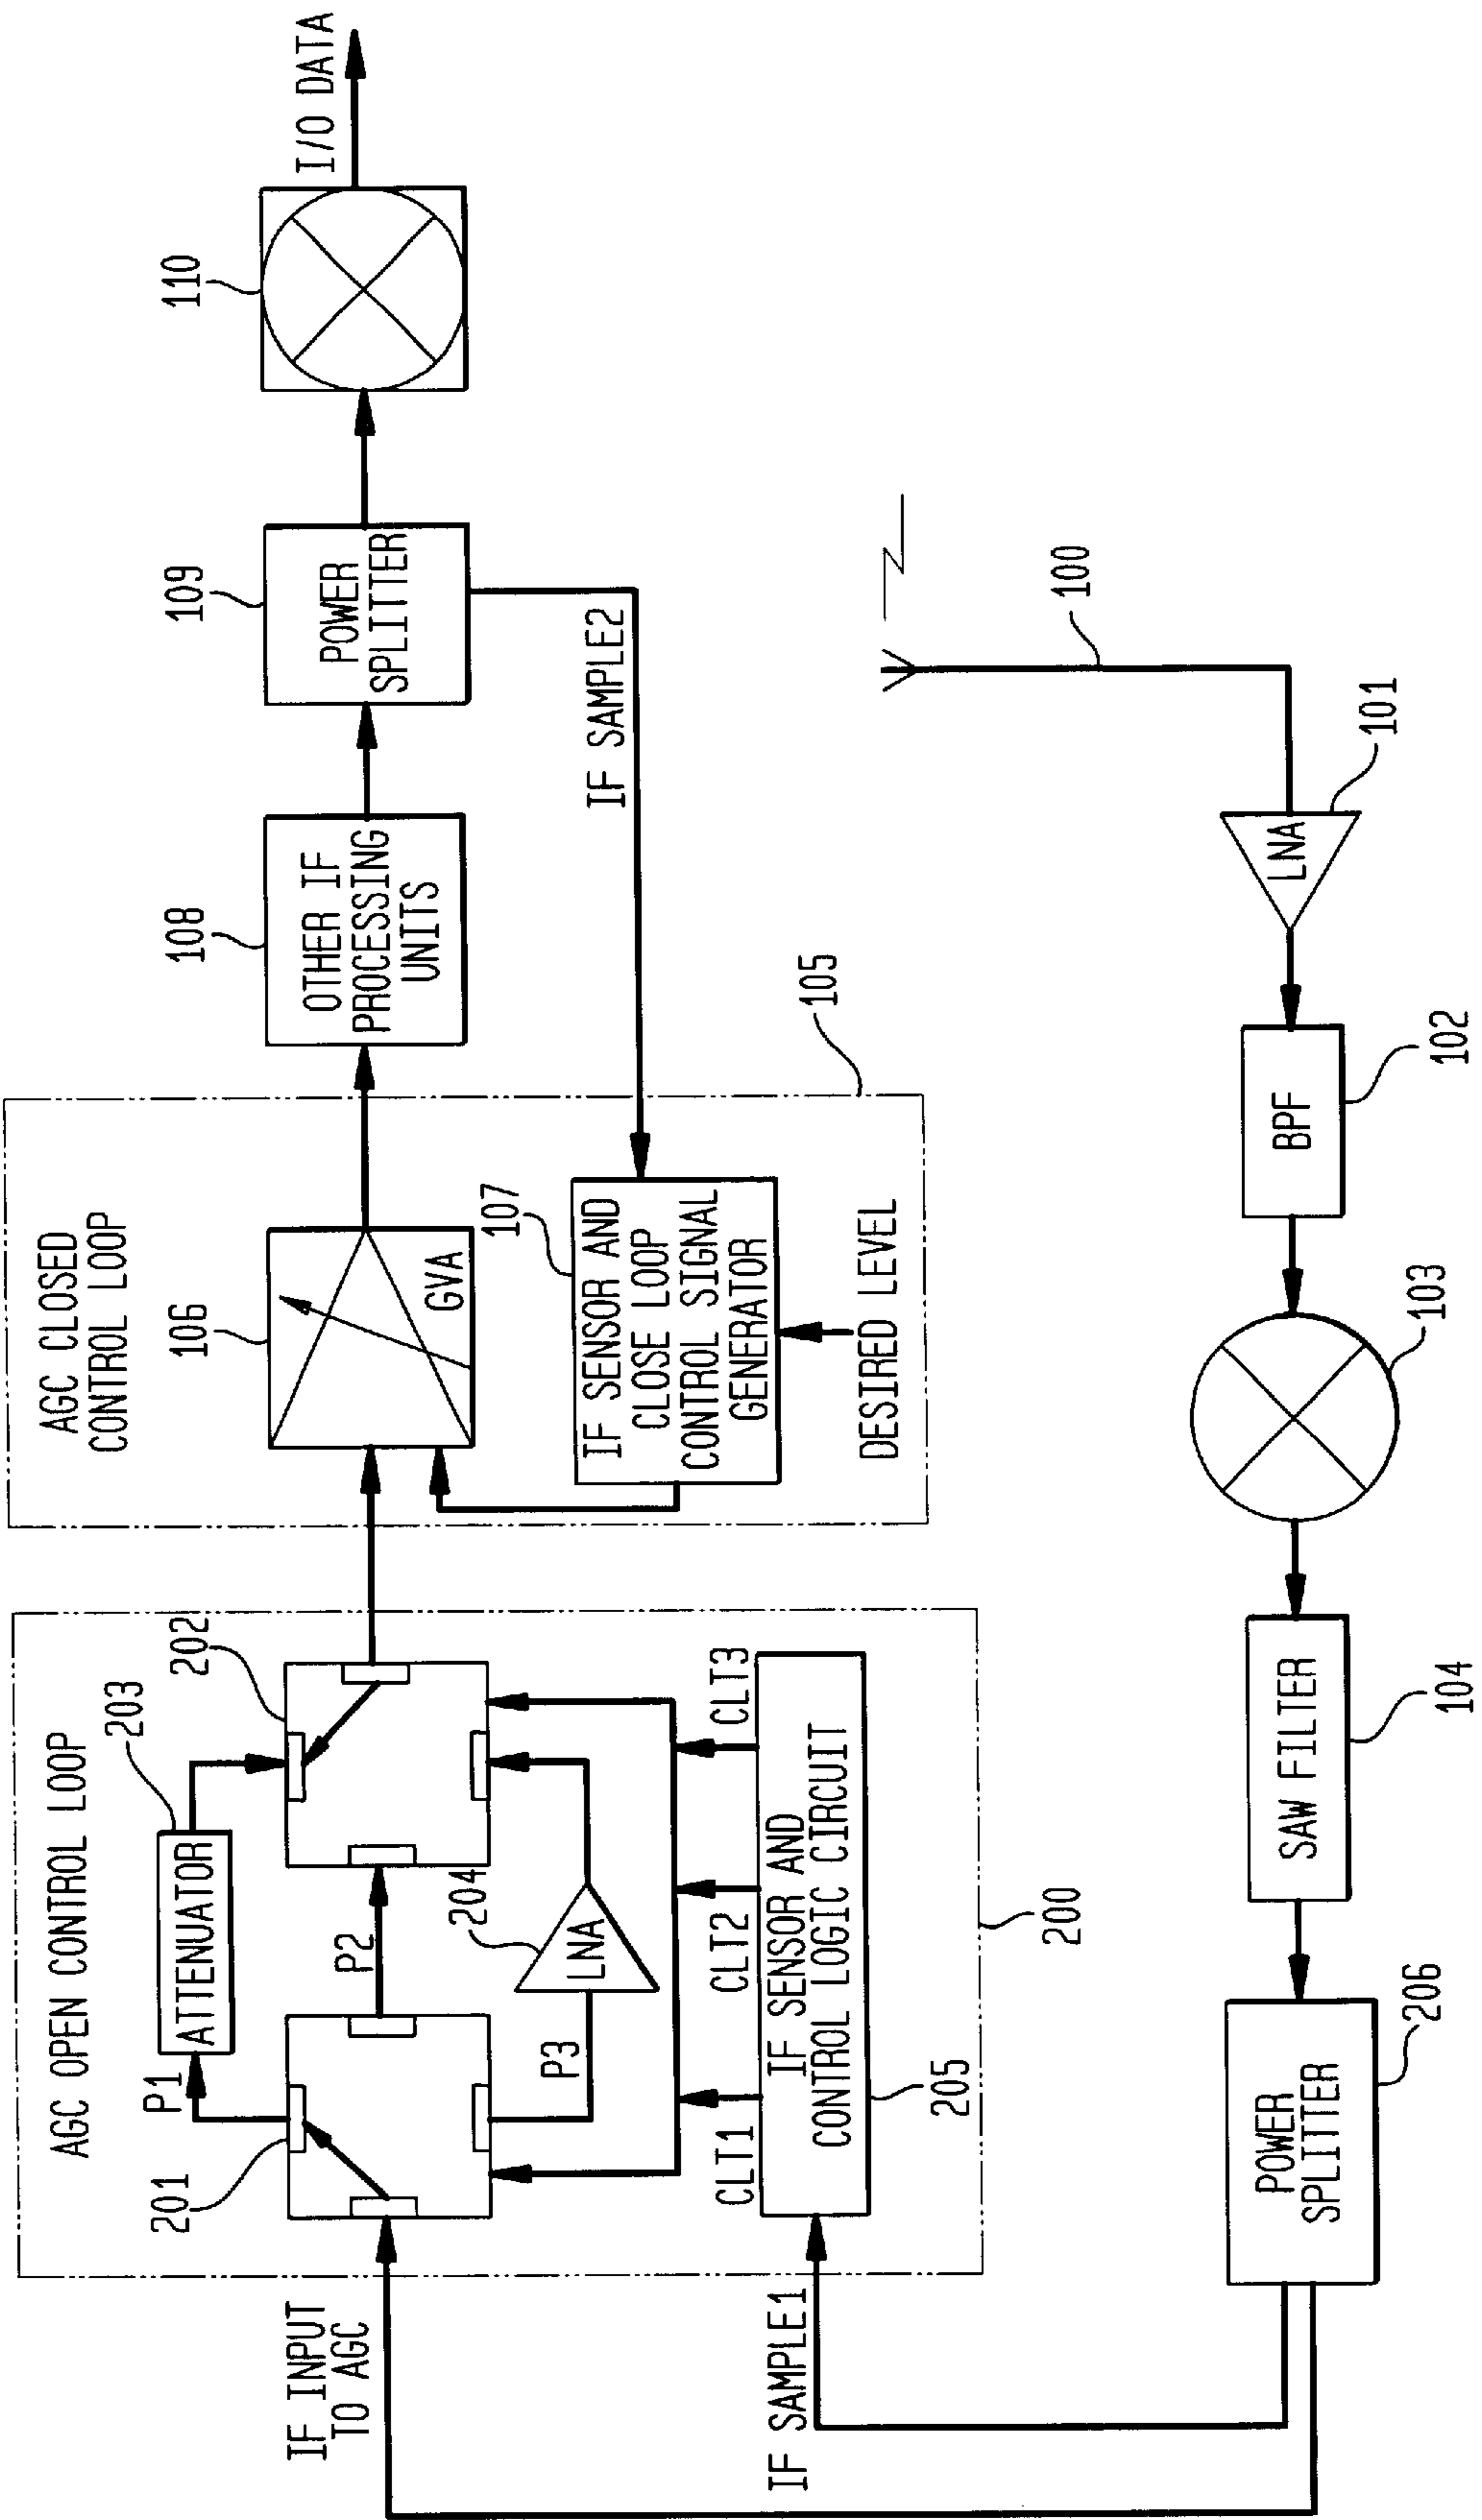 AGC OPEN CONTROL LOOP
203
202
201
P1
ATTENUATOR
P2
204
LNA
P3
CLT1
CLT2
CLT3
IF SENSOR AND
CONTROL LOGIC CIRCUIT
205
200
IF INPUT
TO AGC
IF SAMPLE1
AGC CLOSED
CONTROL LOOP
106
GVA
107
IF SENSOR AND
CLOSE LOOP
CONTROL SIGNAL
GENERATOR
DESIRED LEVEL
105
108
OTHER IF
PROCESSING
UNITS
109
POWER
SPLITTER
IF SAMPLE2
110
I/O DATA
206
POWER
SPLITTER
SAW FILTER
104
103
BPF
102
LNA
101
100